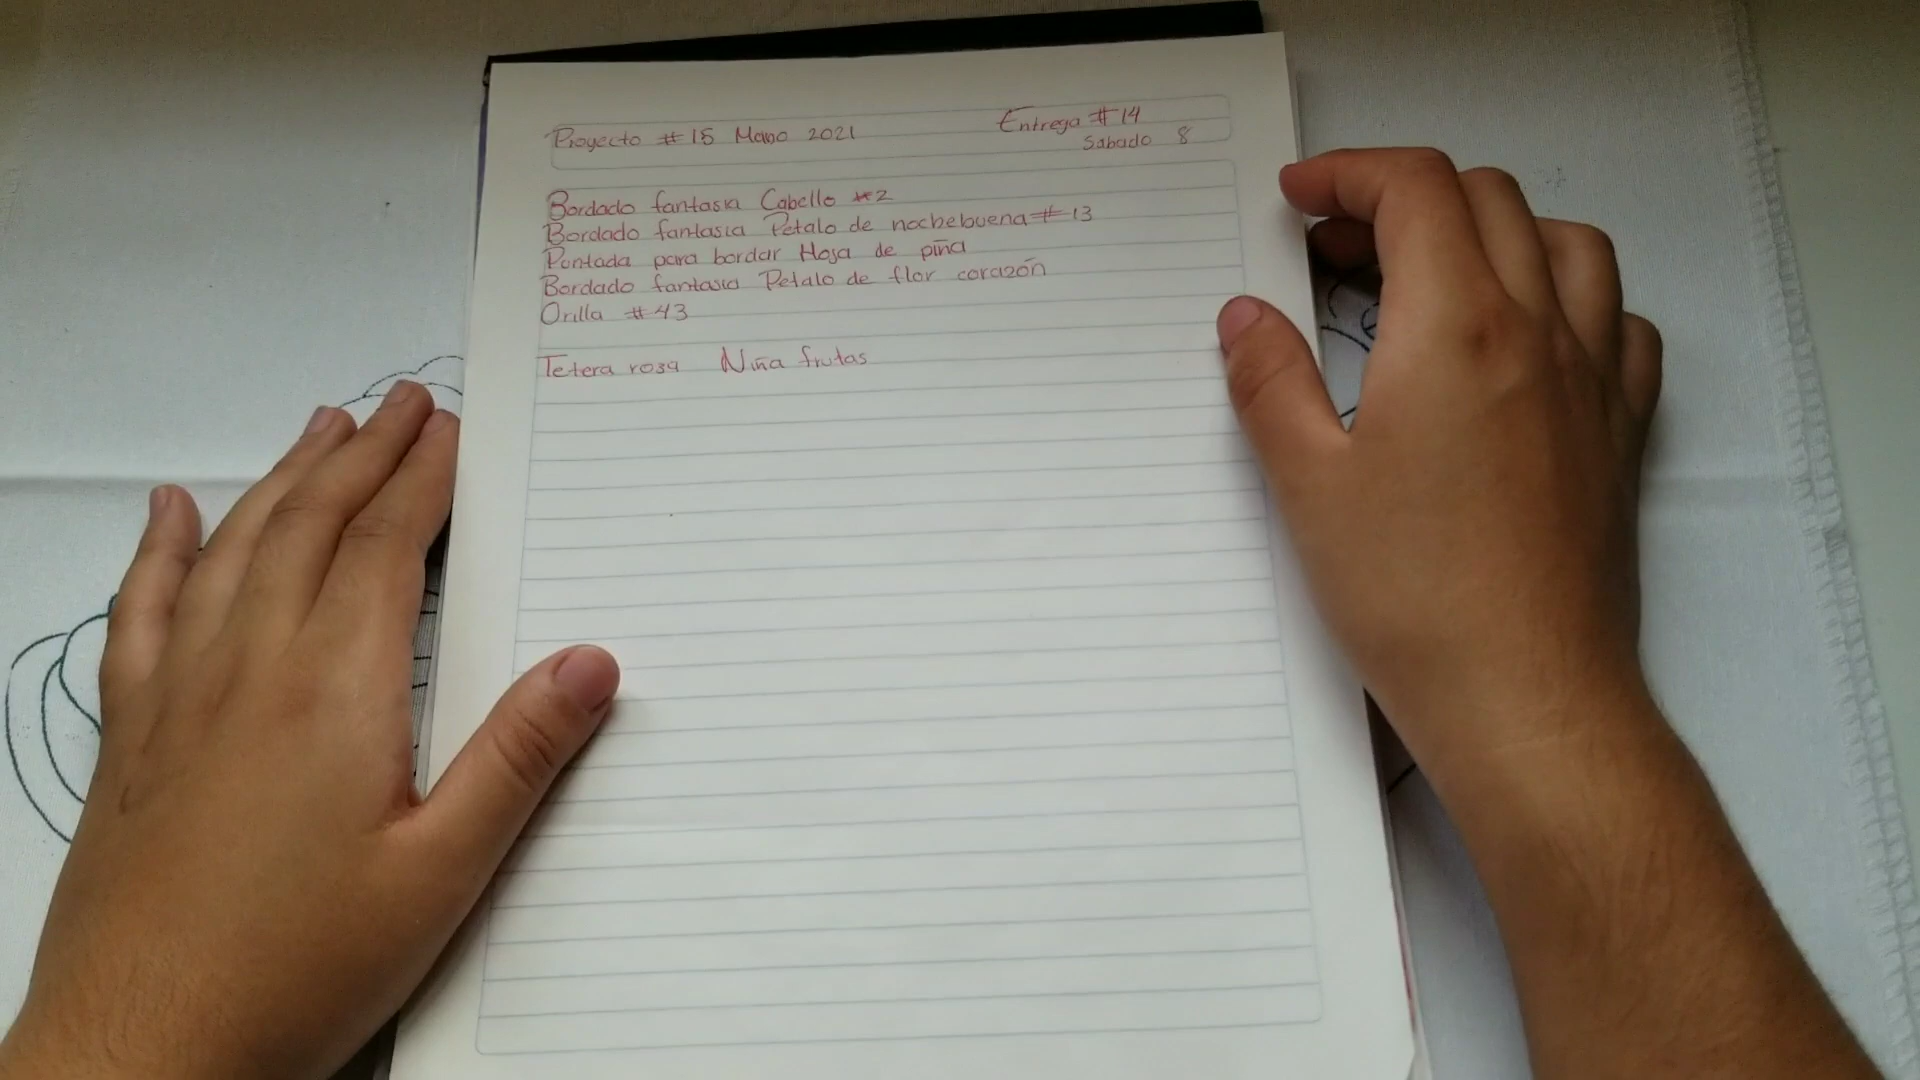 Proyecto #15 Mayo 2021
Entrega #14
Sabado 8
Bordado fantasia Cabello #2
Bordado fantasia Petalo de nochebuena #13
Puntada para bordar Hoja de piña
Bordado fantasia Petalo de flor corazón
Orilla #43
Tetera rosa Niña frutas